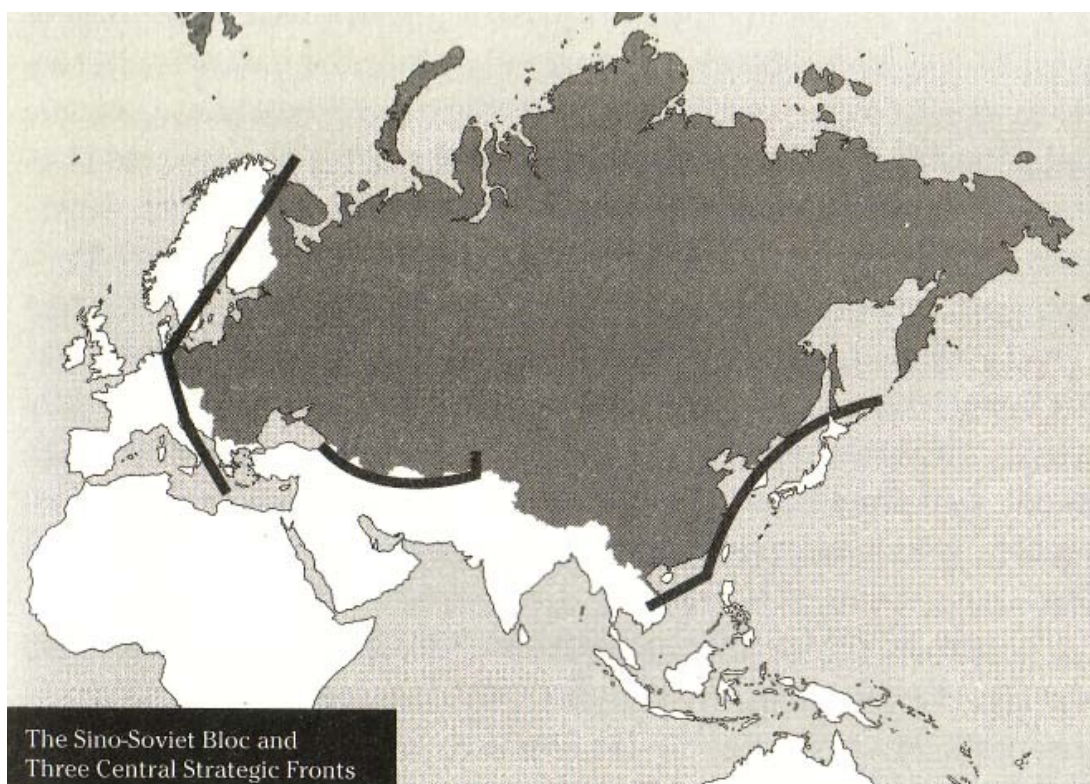 The Sino-Soviet Bloc and
Three Central Strategic Fronts